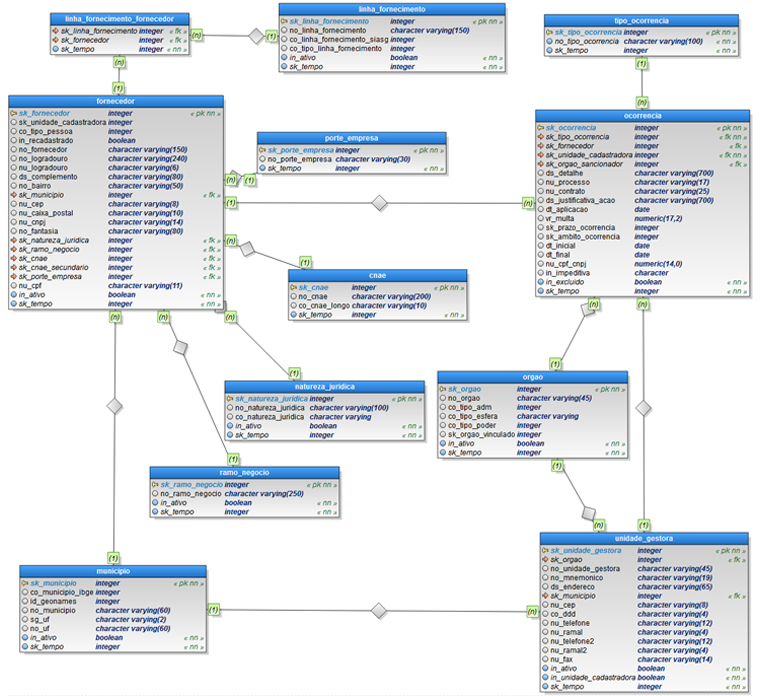 linha_fornecimento_fornecedor
sk_linha_fornecimento integer « fk »
sk_fornecedor integer « fk »
sk_tempo integer « nn »
linha_fornecimento
sk_linha_fornecimento integer « pk nn »
no_linha_fornecimento character varying(150)
co_linha_fornecimento_siasg integer
co_tipo_linha_fornecimento integer
in_ativo boolean « nn »
sk_tempo integer « nn »
tipo_ocorrencia
sk_tipo_ocorrencia integer « pk nn »
no_tipo_ocorrencia character varying(100) « nn »
sk_tempo integer « nn »
(n)
(1)
(n)
(1)
(1)
(n)
fornecedor
sk_fornecedor integer « pk nn »
sk_unidade_cadastradora integer
co_tipo_pessoa integer
in_recadastrado boolean
no_fornecedor character varying(150)
no_logradouro character varying(240)
nu_logradouro character varying(6)
ds_complemento character varying(80)
no_bairro character varying(50)
sk_municipio integer « fk »
nu_cep character varying(8)
nu_caixa_postal character varying(10)
nu_cnpj character varying(14)
no_fantasia character varying(80)
sk_natureza_juridica integer « fk »
sk_ramo_negocio integer « fk »
sk_cnae integer « fk »
sk_cnae_secundario integer « fk »
sk_porte_empresa integer « fk »
nu_cpf character varying(11)
in_ativo boolean « nn »
sk_tempo integer « nn »
porte_empresa
sk_porte_empresa integer « pk nn »
no_porte_empresa character varying(30)
sk_tempo integer « nn »
(n)
(1)
(1)
(n)
ocorrencia
sk_ocorrencia integer « pk nn »
sk_tipo_ocorrencia integer « fk nn »
sk_fornecedor integer « fk »
sk_unidade_cadastradora integer « fk nn »
sk_orgao_sancionador integer « fk »
ds_detalhe character varying(700)
nu_processo character varying(17)
nu_contrato character varying(25)
ds_justificativa_acao character varying(700)
dt_aplicacao date
vr_multa numeric(17,2)
sk_prazo_ocorrencia integer
sk_ambito_ocorrencia integer
dt_inicial date
dt_final date
nu_cpf_cnpj numeric(14,0)
in_impeditiva character
in_excluido boolean « nn »
sk_tempo integer « nn »
(n)
(1)
cnae
sk_cnae integer « pk nn »
no_cnae character varying(200)
co_cnae_longo character varying(10)
sk_tempo integer « nn »
(n)
(n)
(n)
(n)
(n)
(1)
(1)
natureza_juridica
sk_natureza_juridica integer « pk nn »
no_natureza_juridica character varying(100)
co_natureza_juridica character varying
in_ativo boolean « nn »
sk_tempo integer « nn »
orgao
sk_orgao integer « pk nn »
no_orgao character varying(45)
co_tipo_adm integer
co_tipo_esfera character varying
co_tipo_poder integer
sk_orgao_vinculado integer
in_ativo boolean « nn »
sk_tempo integer « nn »
(1)
(1)
ramo_negocio
sk_ramo_negocio integer « pk nn »
no_ramo_negocio character varying(250)
in_ativo boolean « nn »
sk_tempo integer « nn »
(n)
(1)
(1)
municipio
sk_municipio integer « pk nn »
co_municipio_ibge integer
id_geonames integer
no_municipio character varying(60)
sg_uf character varying(2)
no_uf character varying(60)
in_ativo boolean « nn »
sk_tempo integer « nn »
(1)
(n)
unidade_gestora
sk_unidade_gestora integer « pk nn »
sk_orgao integer « fk »
no_unidade_gestora character varying(45)
no_mnemonico character varying(19)
ds_endereco character varying(65)
sk_municipio integer « fk »
nu_cep character varying(8)
co_ddd character varying(4)
nu_telefone character varying(12)
nu_ramal character varying(4)
nu_telefone2 character varying(12)
nu_ramal2 character varying(4)
nu_fax character varying(14)
in_ativo boolean « nn »
in_unidade_cadastradora boolean « nn »
sk_tempo integer « nn »